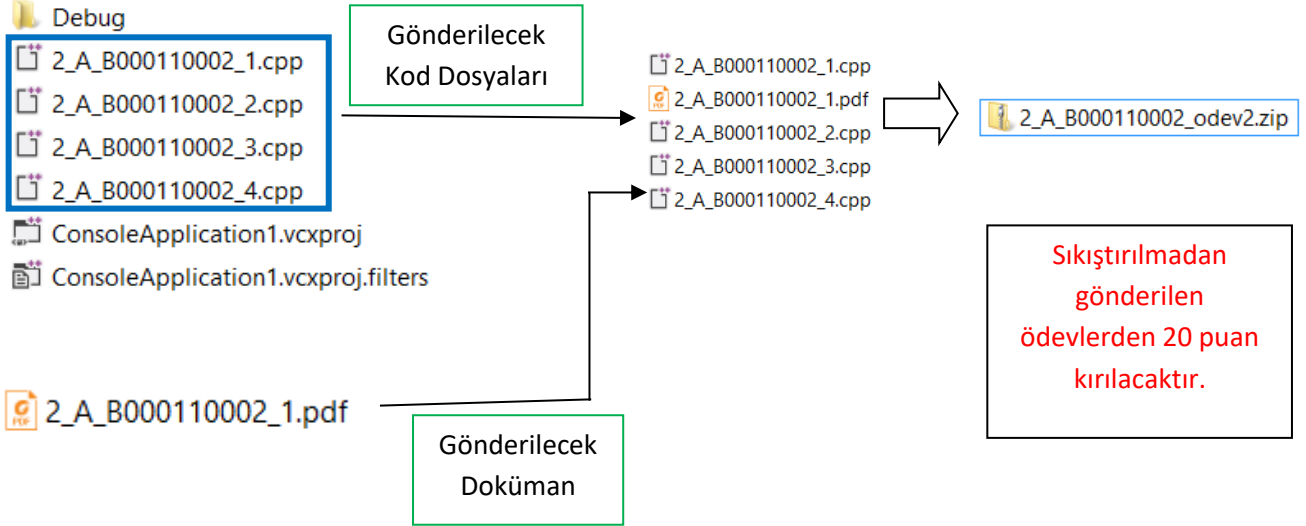 Debug
2_A_B000110002_1.cpp
2_A_B000110002_2.cpp
2_A_B000110002_3.cpp
2_A_B000110002_4.cpp
ConsoleApplication1.vcxproj
ConsoleApplication1.vcxproj.filters
Gönderilecek
Kod Dosyaları
2_A_B000110002_1.cpp
2_A_B000110002_1.pdf
2_A_B000110002_2.cpp
2_A_B000110002_3.cpp
2_A_B000110002_4.cpp
2_A_B000110002_odev2.zip
Sıkıştırılmadan
gönderilen
ödevlerden 20 puan
kırılacaktır.
2_A_B000110002_1.pdf
Gönderilecek
Doküman